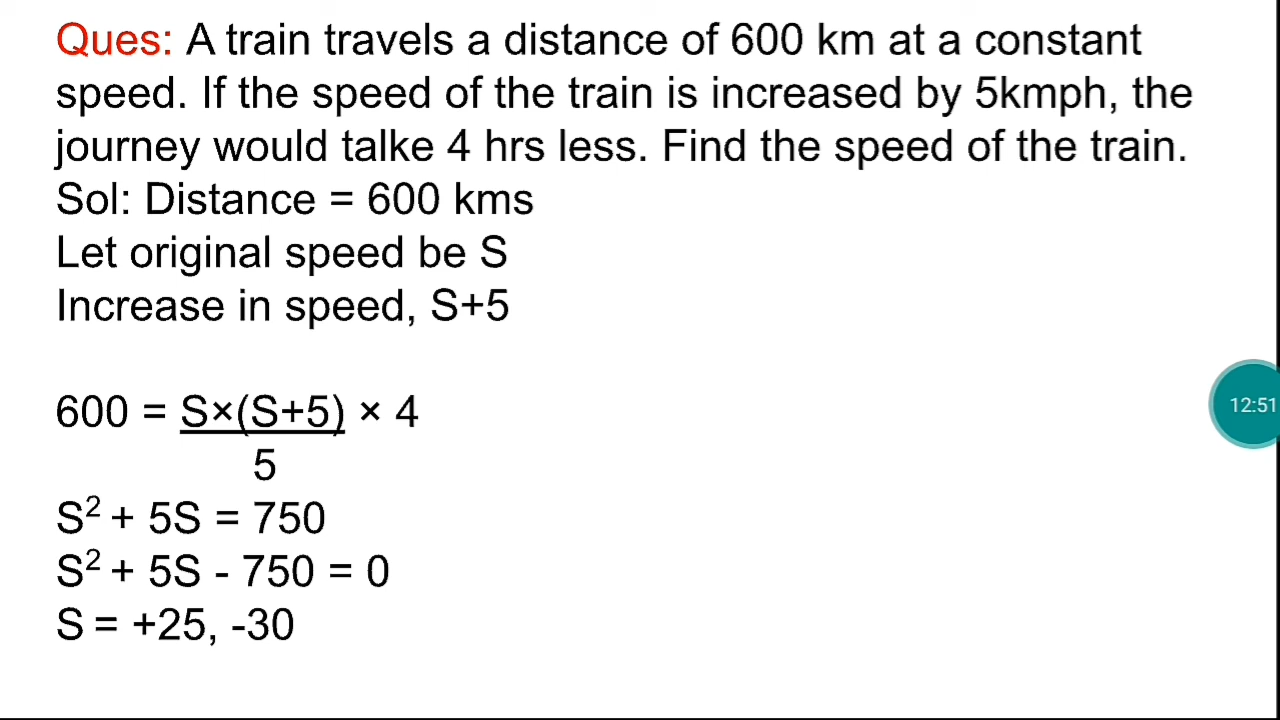 Ques: A train travels a distance of 600 km at a constant
speed. If the speed of the train is increased by 5kmph, the
journey would talke 4 hrs less. Find the speed of the train.
Sol: Distance = 600 kms
Let original speed be S
Increase in speed, S+5
600 = S×(S+5) × 4
5
12:51
S² + 5S = 750
S² + 5S - 750 = 0
S = +25, -30